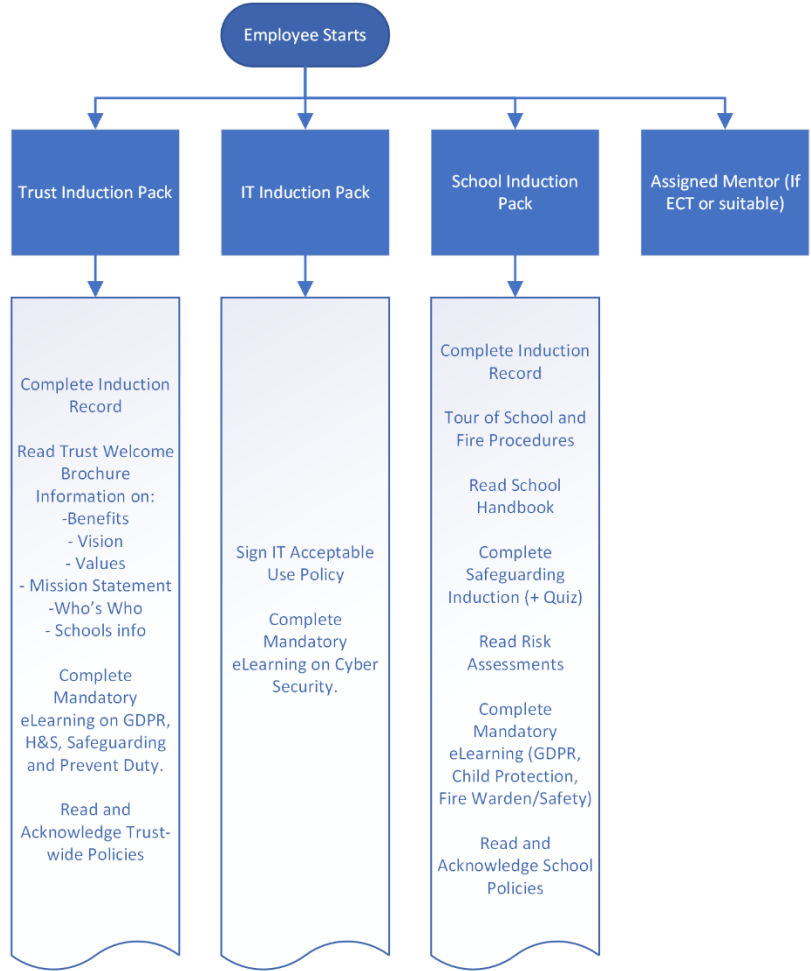 Employee Starts
Trust Induction Pack
IT Induction Pack
School Induction
Pack
Assigned Mentor (If
ECT or suitable)
Complete Induction
Record
Read Trust Welcome
Brochure
Information on:
-Benefits
- Vision
- Values
- Mission Statement
-Who's Who
- Schools info
Complete
Mandatory
eLearning on GDPR,
H&S, Safeguarding
and Prevent Duty.
Read and
Acknowledge Trust-
wide Policies
Sign IT Acceptable
Use Policy
Complete
Mandatory
eLearning on Cyber
Security.
Complete Induction
Record
Tour of School and
Fire Procedures
Read School
Handbook
Complete
Safeguarding
Induction (+ Quiz)
Read Risk
Assessments
Complete
Mandatory
eLearning (GDPR,
Child Protection,
Fire Warden/Safety)
Read and
Acknowledge School
Policies